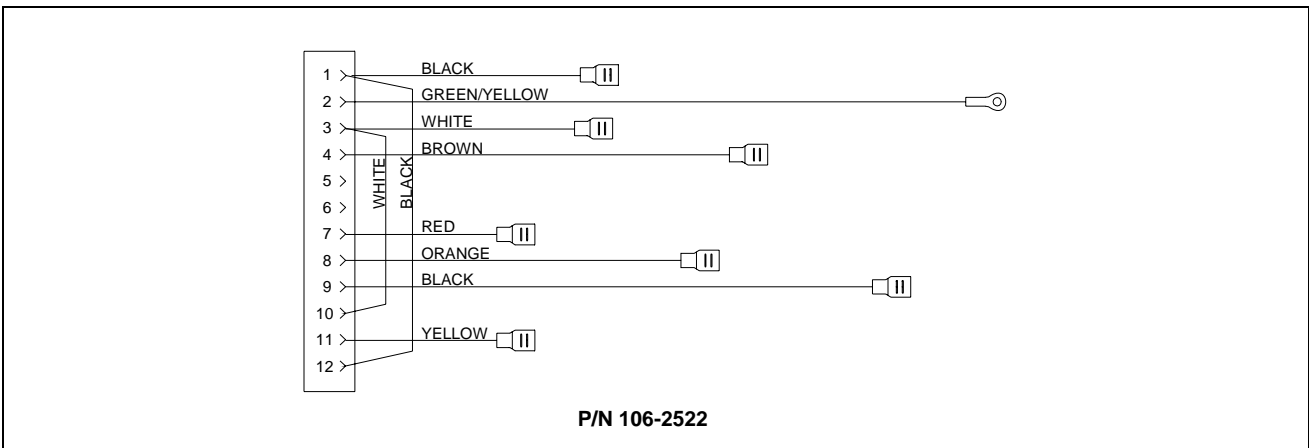 1 BLACK
2 GREEN/YELLOW
3 WHITE
4 BROWN
5
6
7 RED
8 ORANGE
9 BLACK
10
11 YELLOW
12
WHITE
BLACK
P/N 106-2522